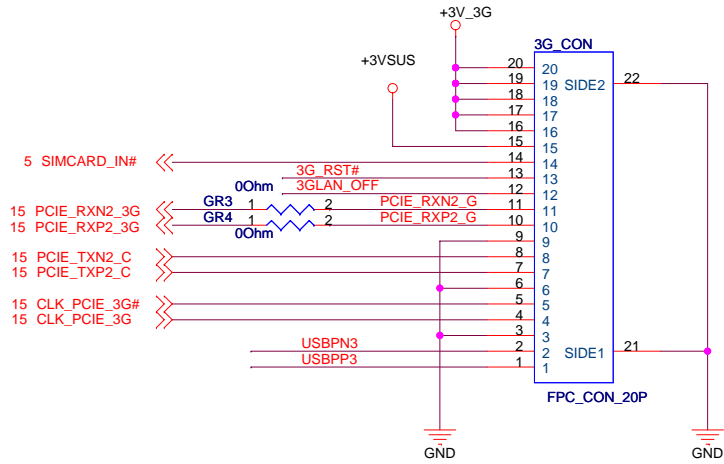 +3V_3G
3G_CON
+3VSUS
20 20
19 19 SIDE2 22
18 18
17 17
16 16
15 15
5 SIMCARD_IN# 14 14
3G_RST# 13 13
0Ohm 3GLAN_OFF 12 12
15 PCIE_RXN2_3G GR3 1 2 PCIE_RXN2_G 11 11
15 PCIE_RXP2_3G GR4 1 2 PCIE_RXP2_G 10 10
0Ohm 9 9
15 PCIE_TXN2_C 8 8
15 PCIE_TXP2_C 7 7
6 6
15 CLK_PCIE_3G# 5 5
15 CLK_PCIE_3G 4 4
3 3
USBPN3 2 2 SIDE1 21
USBPP3 1 1
FPC_CON_20P
GND GND